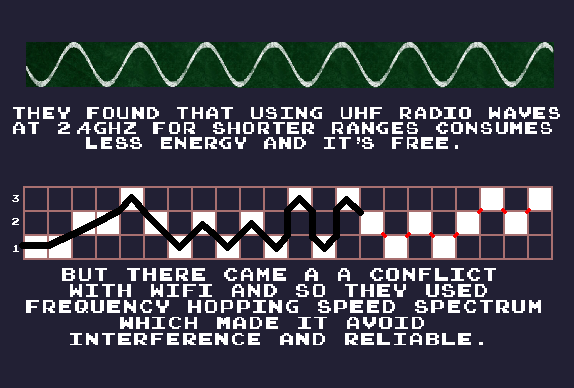 THEY FOUND THAT USING UHF RADIO WAVES
AT 2.4GHZ FOR SHORTER RANGES CONSUMES
LESS ENERGY AND IT'S FREE.
3
2
1
BUT THERE CAME A A CONFLICT
WITH WIFI AND SO THEY USED
FREQUENCY HOPPING SPEED SPECTRUM
WHICH MADE IT AVOID
INTERFERENCE AND RELIABLE.